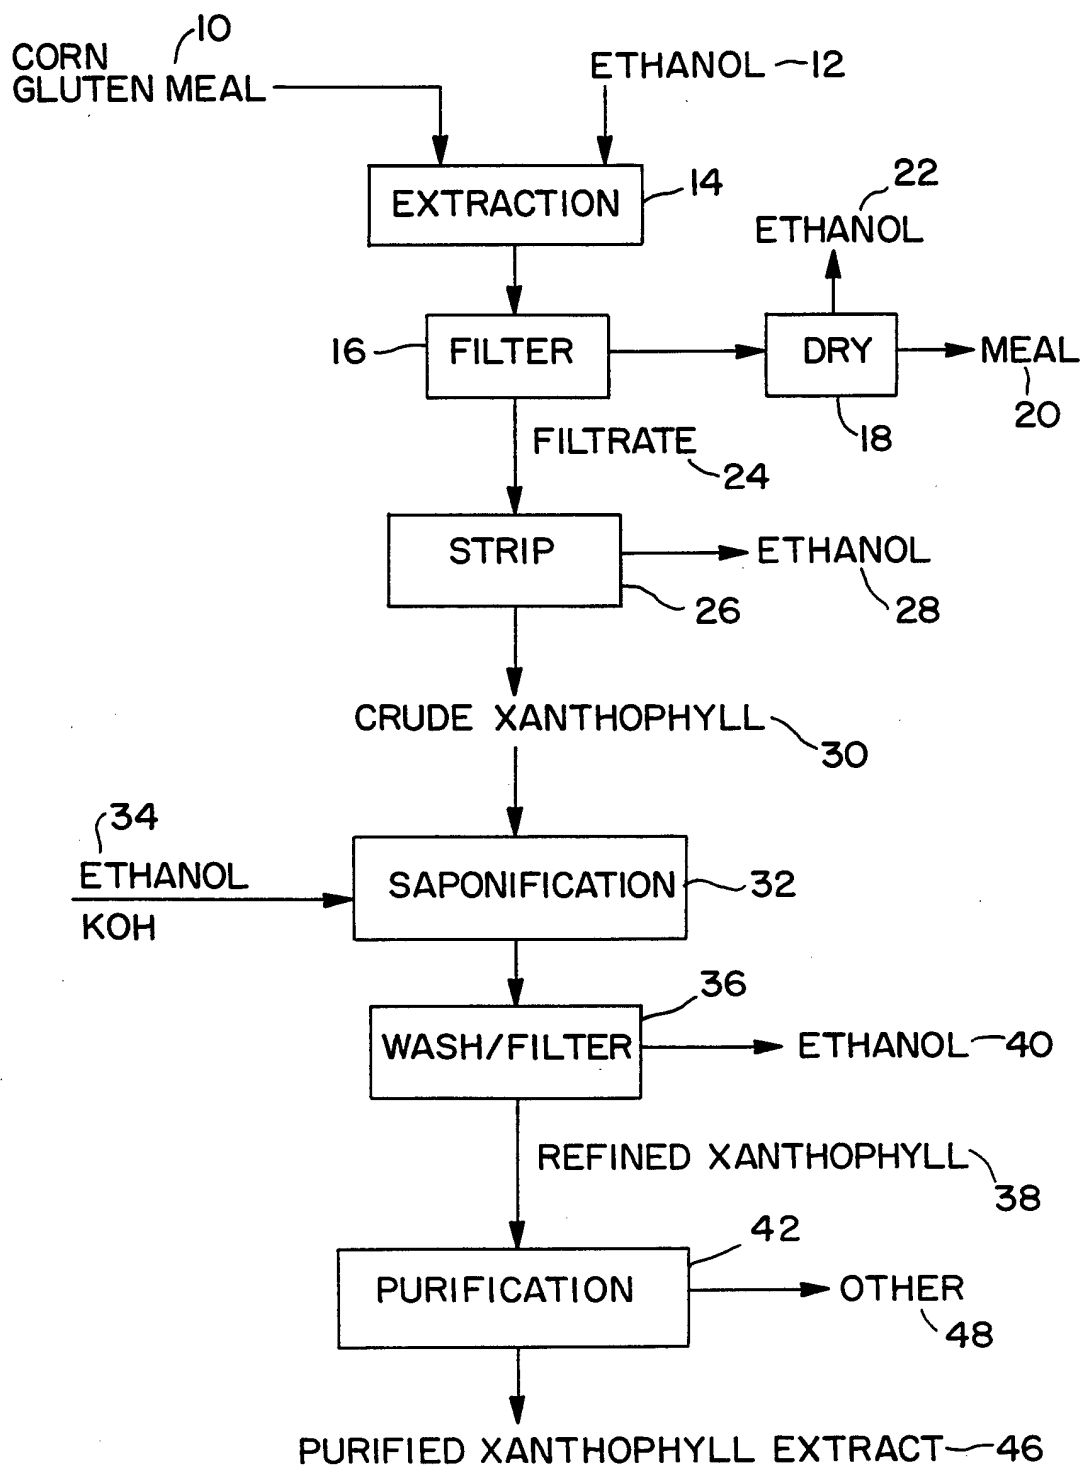 10
CORN
GLUTEN MEAL
ETHANOL 12
EXTRACTION
14
22
ETHANOL
16
FILTER
DRY
MEAL
20
18
FILTRATE
24
STRIP
ETHANOL
26
28
CRUDE XANTHOPHYLL
30
34
ETHANOL
KOH
SAPONIFICATION
32
36
WASH/FILTER
ETHANOL 40
REFINED XANTHOPHYLL
38
42
PURIFICATION
OTHER
48
PURIFIED XANTHOPHYLL EXTRACT 46